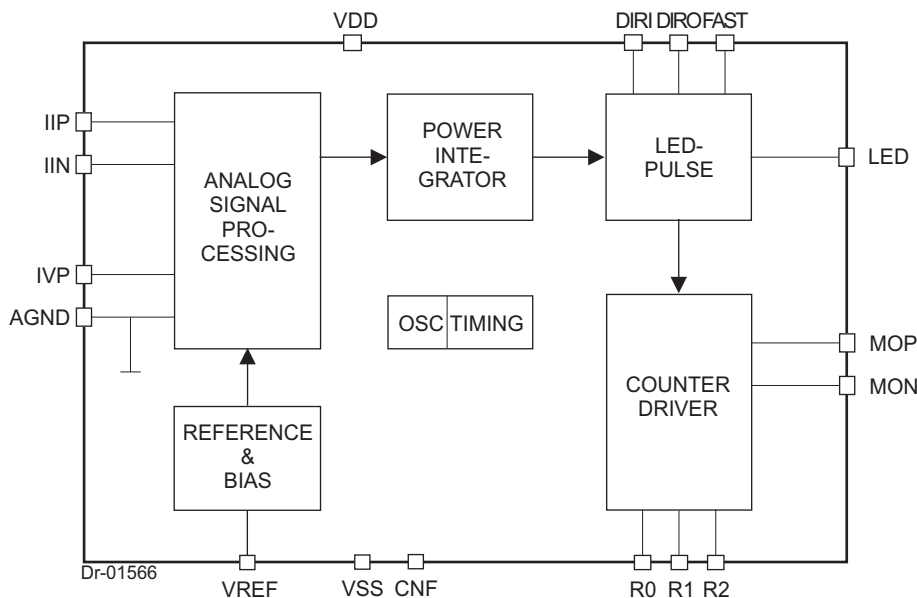 VDD
DIRI DIRO FAST
IIP
IIN
IVP
AGND
ANALOG
SIGNAL
PRO-
CESSING
POWER
INTE-
GRATOR
LED-
PULSE
LED
OSC TIMING
COUNTER
DRIVER
MOP
MON
REFERENCE
&
BIAS
Dr-01566
VREF
VSS
CNF
R0 R1 R2